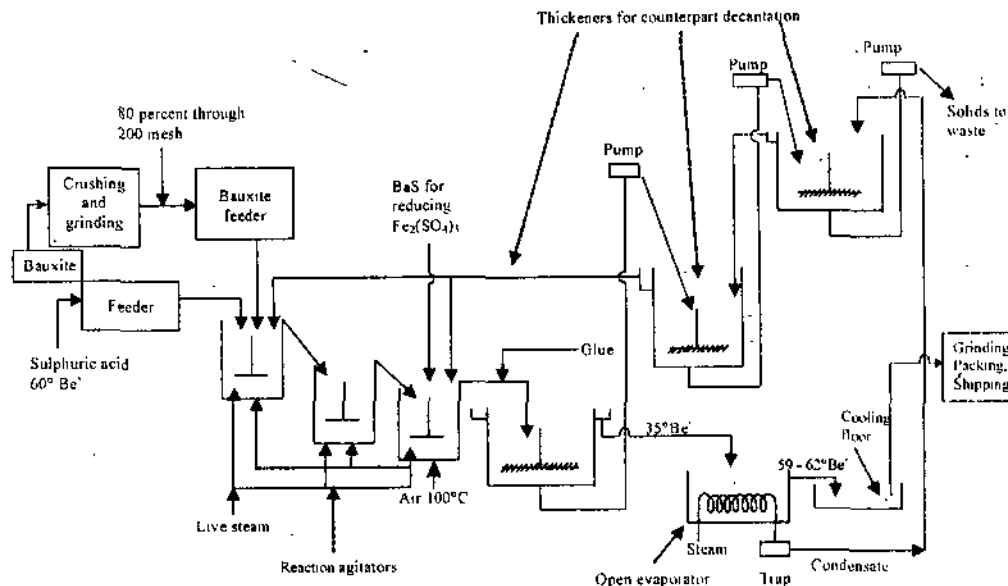 Thickeners for counterpart decantation
Pump
Pump
Solids to
waste
80 percent through
200 mesh
Pump
Crushing
and
grinding
Bauxite
feeder
BaS for
reducing
Fe₂(SO₄)₃
Bauxite
Feeder
Sulphuric acid
60° Be'
Glue
Grinding
Packing,
Shipping
Cooling
floor
35°Be'
59 - 62°Be'
Air 100°C
Live steam
Steam
Condensate
Reaction agitators
Open evaporator
Trap